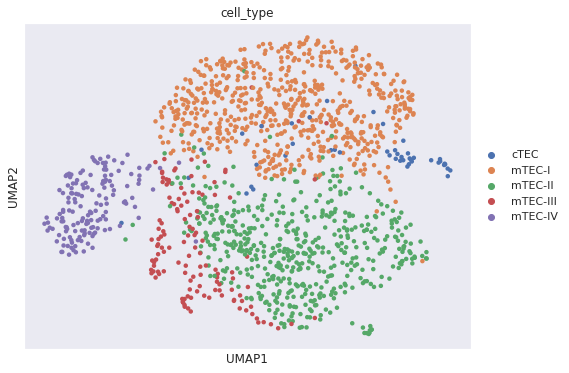 cell_type
UMAP2
cTEC
mTEC-I
mTEC-II
mTEC-III
mTEC-IV
UMAP1